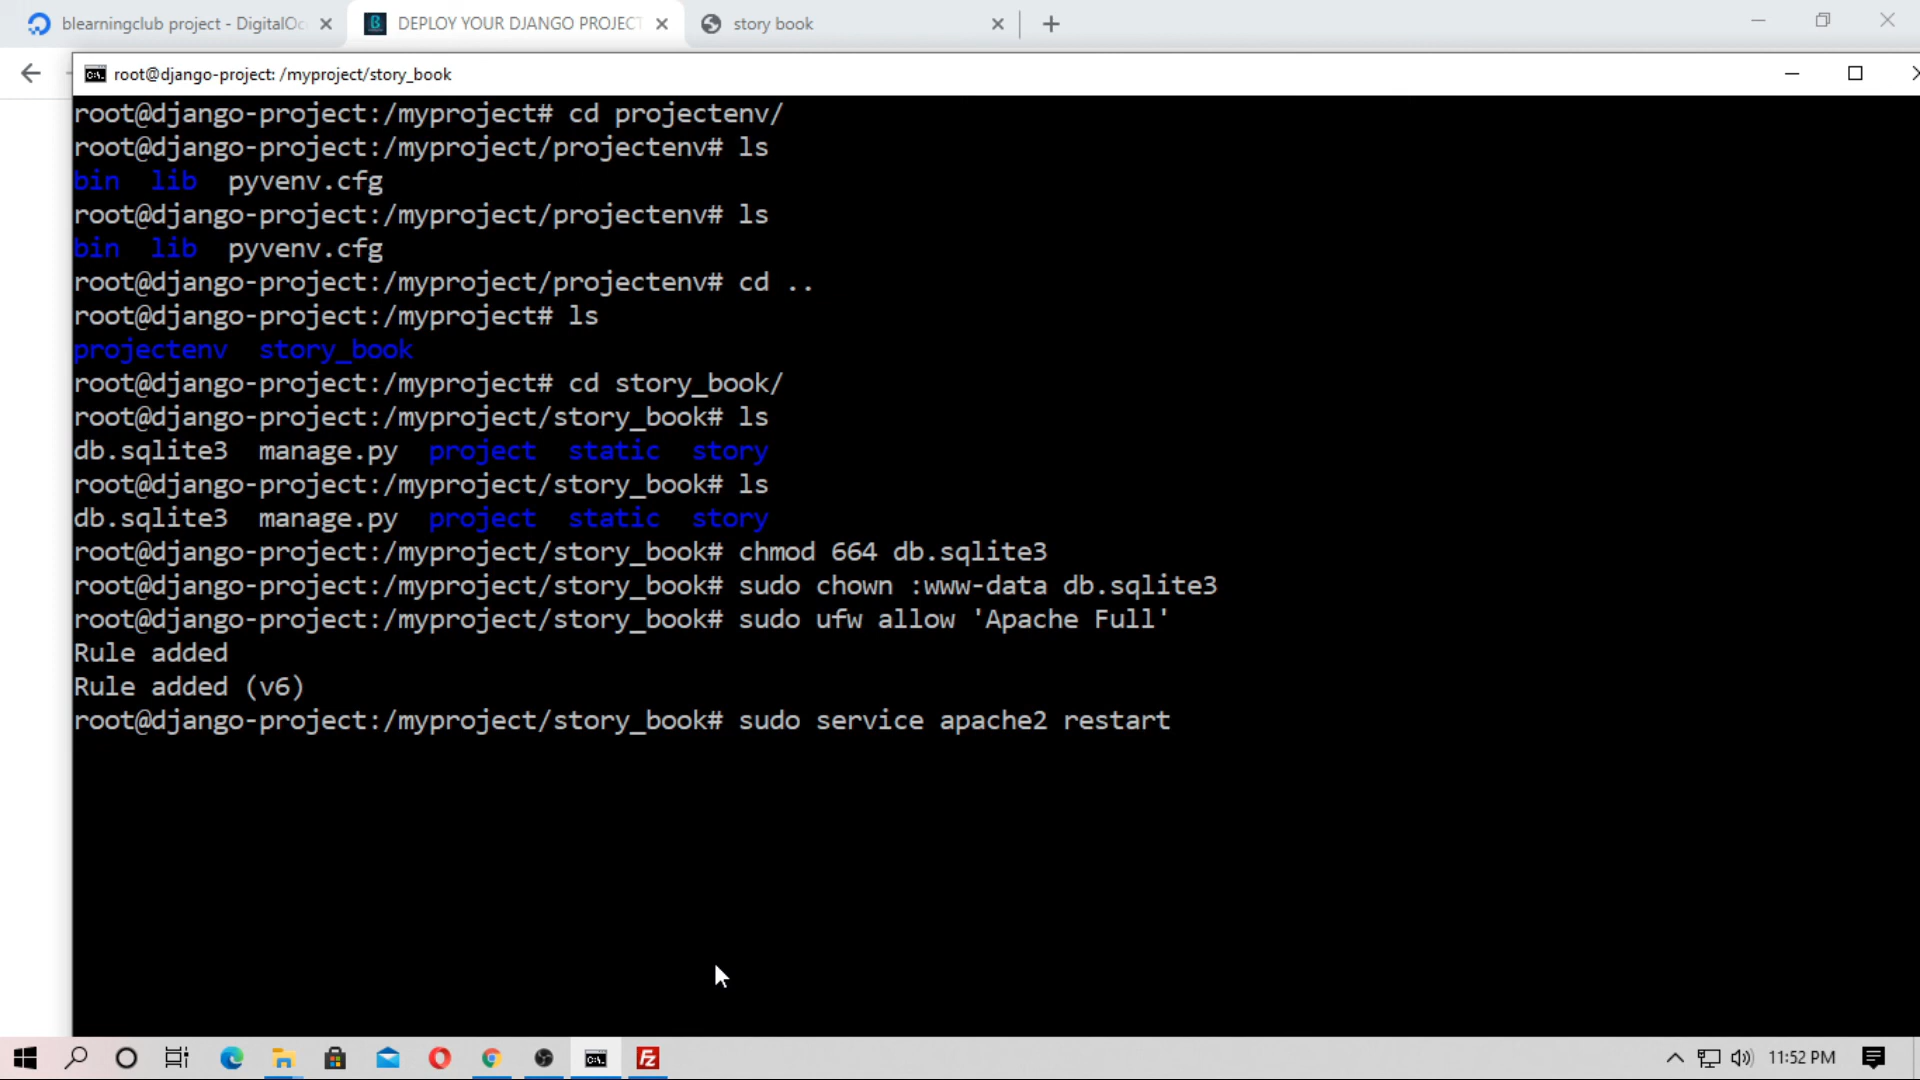 blearningclub project - DigitalOc
DEPLOY YOUR DJANGO PROJECT
story book
root@django-project: /myproject/story_book
root@django-project:/myproject# cd projectenv/
root@django-project:/myproject/projectenv# ls
bin  lib  pyvenv.cfg
root@django-project:/myproject/projectenv# ls
bin  lib  pyvenv.cfg
root@django-project:/myproject/projectenv# cd ..
root@django-project:/myproject# ls
projectenv  story_book
root@django-project:/myproject# cd story_book/
root@django-project:/myproject/story_book# ls
db.sqlite3  manage.py  project  static  story
root@django-project:/myproject/story_book# ls
db.sqlite3  manage.py  project  static  story
root@django-project:/myproject/story_book# chmod 664 db.sqlite3
root@django-project:/myproject/story_book# sudo chown :www-data db.sqlite3
root@django-project:/myproject/story_book# sudo ufw allow 'Apache Full'
Rule added
Rule added (v6)
root@django-project:/myproject/story_book# sudo service apache2 restart
11:52 PM